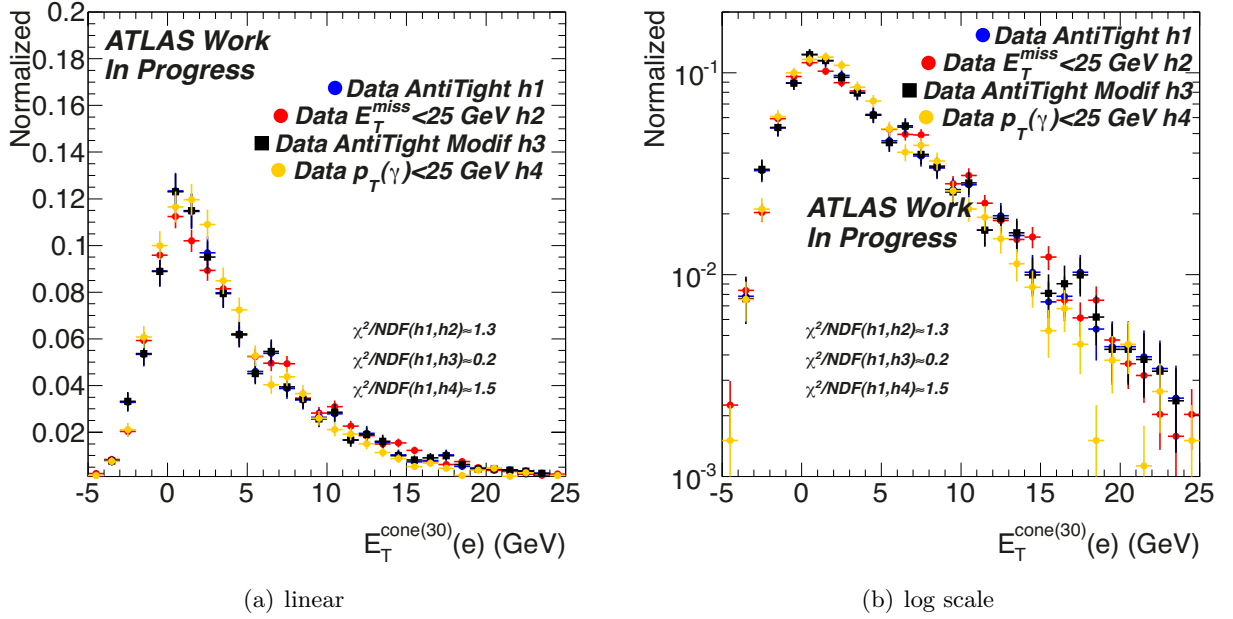 Normalized
0.2
0.18
0.16
0.14
0.12
0.1
0.08
0.06
0.04
0.02
-5 0 5 10 15 20 25
E_T^cone(30)(e) (GeV)
ATLAS Work
In Progress
Data AntiTight h1
Data E_T^miss<25 GeV h2
Data AntiTight Modif h3
Data p_T(γ)<25 GeV h4
χ²/NDF(h1,h2)≈1.3
χ²/NDF(h1,h3)≈0.2
χ²/NDF(h1,h4)≈1.5
(a) linear
Normalized
10⁻¹
10⁻²
10⁻³
-5 0 5 10 15 20 25
E_T^cone(30)(e) (GeV)
Data AntiTight h1
Data E_T^miss<25 GeV h2
Data AntiTight Modif h3
Data p_T(γ)<25 GeV h4
ATLAS Work
In Progress
χ²/NDF(h1,h2)≈1.3
χ²/NDF(h1,h3)≈0.2
χ²/NDF(h1,h4)≈1.5
(b) log scale